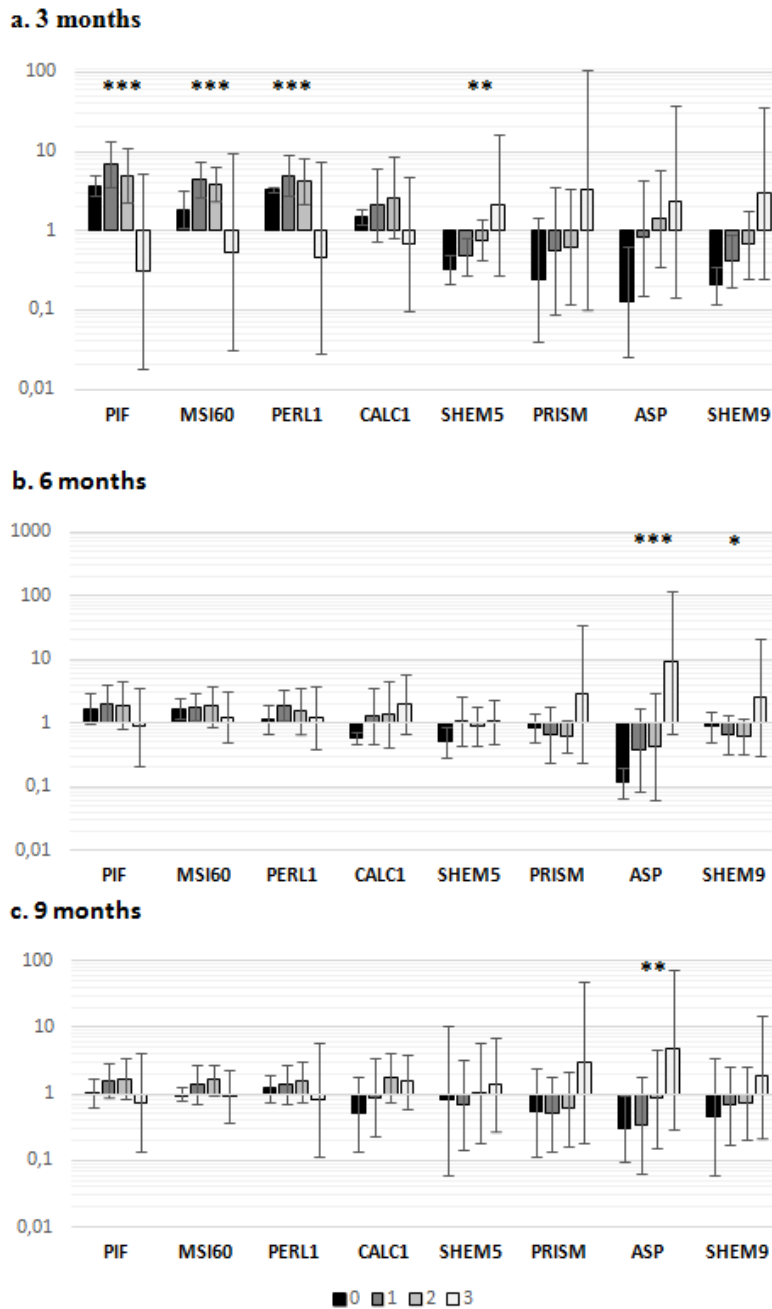 a. 3 months
100
*** *** *** **
10
1
0,1
0,01
PIF MSI60 PERL1 CALC1 SHEM5 PRISM ASP SHEM9
b. 6 months
1000
*** *
100
10
1
0,1
0,01
PIF MSI60 PERL1 CALC1 SHEM5 PRISM ASP SHEM9
c. 9 months
100
**
10
1
0,1
0,01
PIF MSI60 PERL1 CALC1 SHEM5 PRISM ASP SHEM9
0 1 2 3